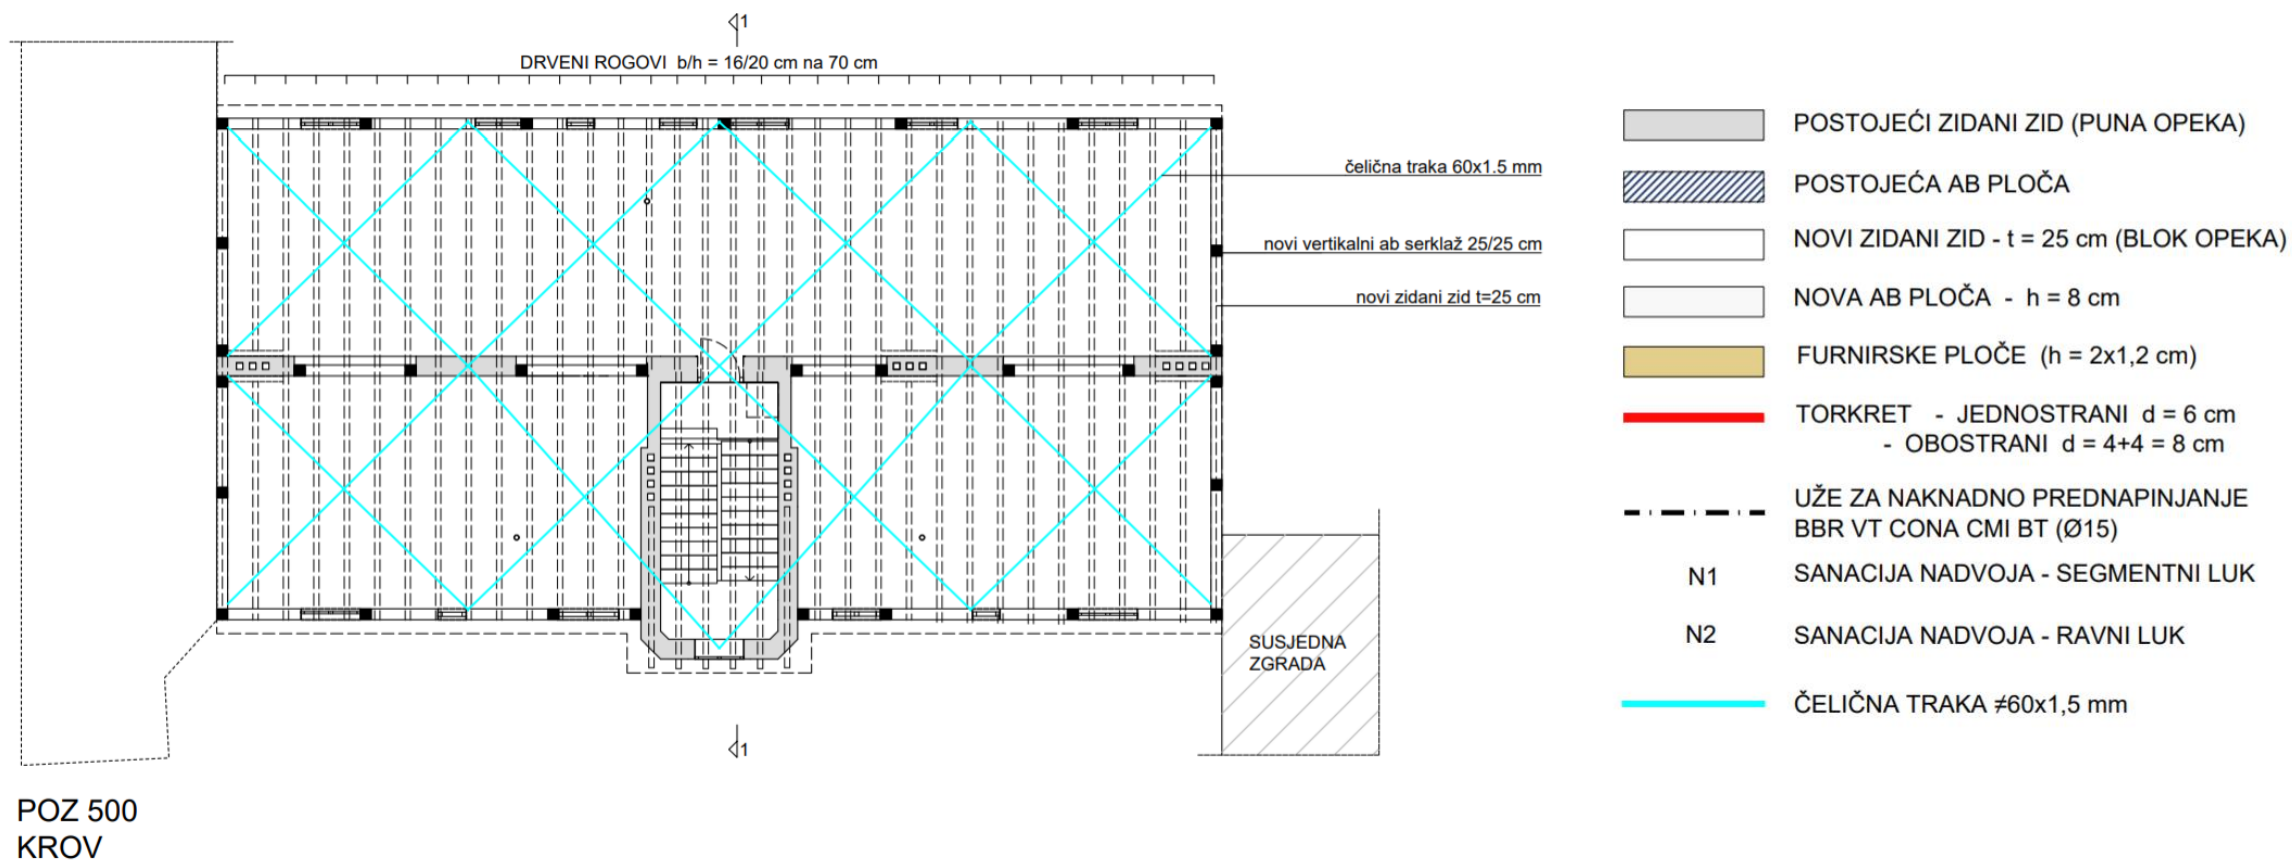 1
DRVENI ROGOVI b/h = 16/20 cm na 70 cm
čelična traka 60x1.5 mm
novi vertikalni ab serklaž 25/25 cm
novi zidani zid t=25 cm
SUSJEDNA
ZGRADA
1
POZ 500
KROV
POSTOJEĆI ZIDANI ZID (PUNA OPEKA)
POSTOJEĆA AB PLOČA
NOVI ZIDANI ZID - t = 25 cm (BLOK OPEKA)
NOVA AB PLOČA - h = 8 cm
FURNIRSKE PLOČE (h = 2x1,2 cm)
TORKRET - JEDNOSTRANI d = 6 cm
- OBOSTRANI d = 4+4 = 8 cm
UŽE ZA NAKNADNO PREDNAPINJANJE
BBR VT CONA CMI BT (Ø15)
N1 SANACIJA NADVOJA - SEGMENTNI LUK
N2 SANACIJA NADVOJA - RAVNI LUK
ČELIČNA TRAKA ≠60x1,5 mm